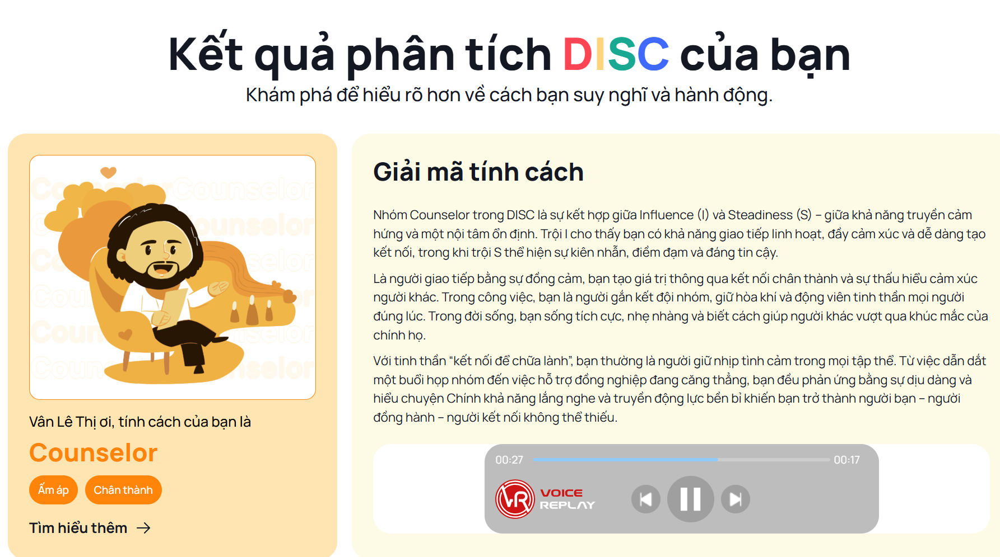 Kết quả phân tích DISC của bạn
Khám phá để hiểu rõ hơn về cách bạn suy nghĩ và hành động.
Counselor
Counselor
Vân Lê Thị ơi, tính cách của bạn là
Counselor
Ấm áp
Chân thành
Tìm hiểu thêm
Giải mã tính cách
Nhóm Counselor trong DISC là sự kết hợp giữa Influence (I) và Steadiness (S) – giữa khả năng truyền cảm
hứng và một nội tâm ổn định. Trội I cho thấy bạn có khả năng giao tiếp linh hoạt, đầy cảm xúc và dễ dàng tạo
kết nối, trong khi trội S thể hiện sự kiên nhẫn, điềm đạm và đáng tin cậy.
Là người giao tiếp bằng sự đồng cảm, bạn tạo giá trị thông qua kết nối chân thành và sự thấu hiểu cảm xúc
người khác. Trong công việc, bạn là người gắn kết đội nhóm, giữ hòa khí và động viên tinh thần mọi người
đúng lúc. Trong đời sống, bạn sống tích cực, nhẹ nhàng và biết cách giúp người khác vượt qua khúc mắc của
chính họ.
Với tinh thần “kết nối để chữa lành”, bạn thường là người giữ nhịp tình cảm trong mọi tập thể. Từ việc dẫn dắt
một buổi họp nhóm đến việc hỗ trợ đồng nghiệp đang căng thẳng, bạn đều phản ứng bằng sự dịu dàng và
hiểu chuyện Chính khả năng lắng nghe và truyền động lực bền bỉ khiến bạn trở thành người bạn – người
đồng hành – người kết nối không thể thiếu.
00:27
00:17
VR VOICE
REPLAY